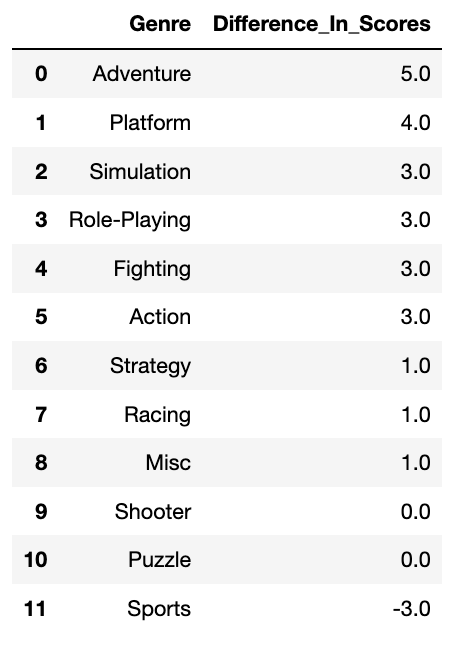 Genre Difference_In_Scores
0 Adventure 5.0
1 Platform 4.0
2 Simulation 3.0
3 Role-Playing 3.0
4 Fighting 3.0
5 Action 3.0
6 Strategy 1.0
7 Racing 1.0
8 Misc 1.0
9 Shooter 0.0
10 Puzzle 0.0
11 Sports -3.0